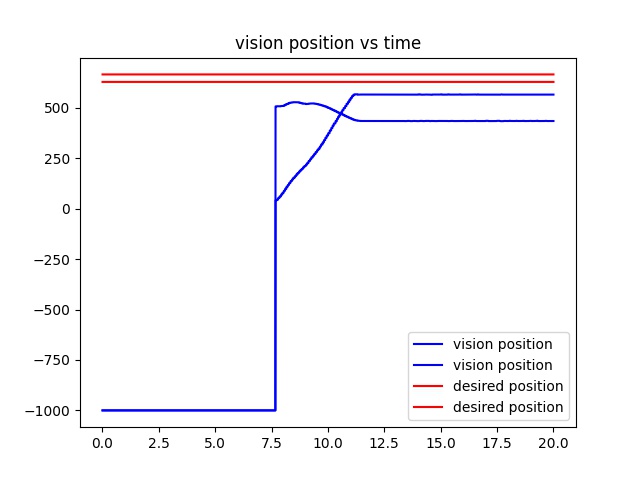 vision position vs time
500
250
0
−250
−500
−750
−1000
0.0 2.5 5.0 7.5 10.0 12.5 15.0 17.5 20.0
vision position
vision position
desired position
desired position